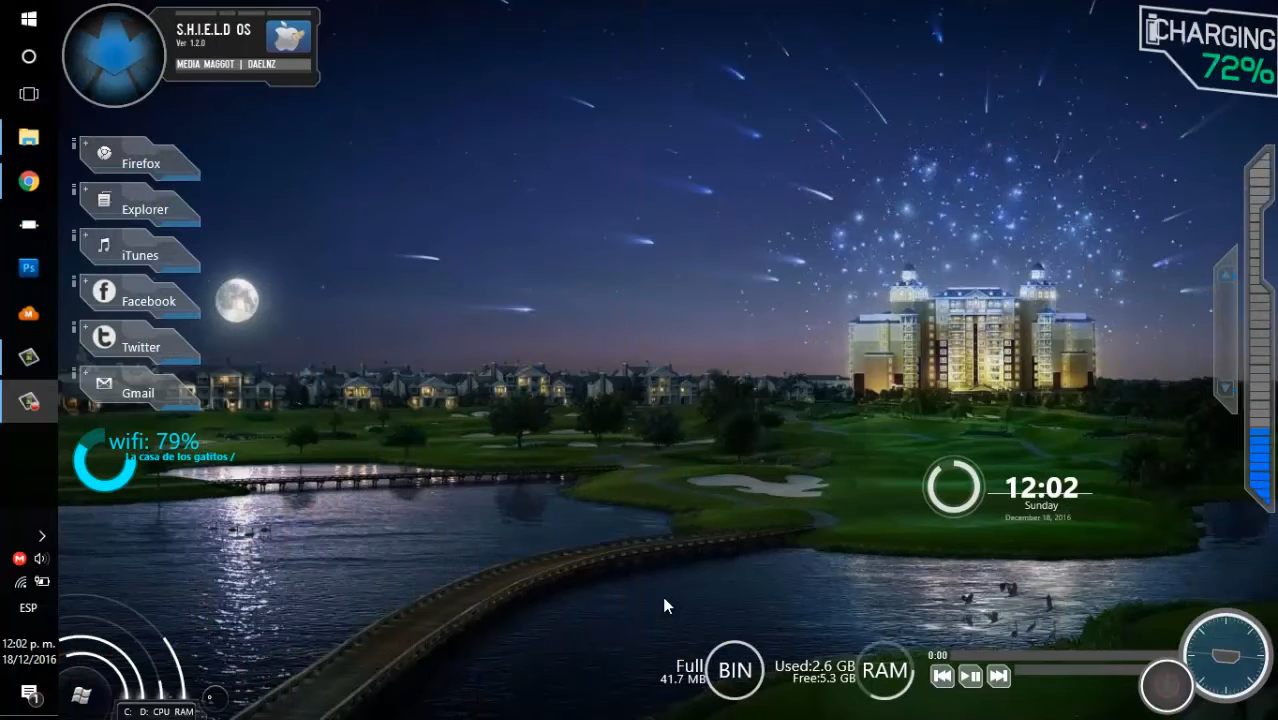 S.H.I.E.L.D OS
Ver 1.2.0
MEDIA MAGGOT | DAELNZ
CHARGING
72%
Firefox
Explorer
iTunes
Facebook
Twitter
Gmail
Ps
wifi: 79%
La casa de los gatitos /
12:02
Sunday
December 18, 2016
ESP
12:02 p. m.
18/12/2016
1
C: D: CPU RAM
Full
41.7 MB
BIN
Used:2.6 GB
Free:5.3 GB
RAM
0:00